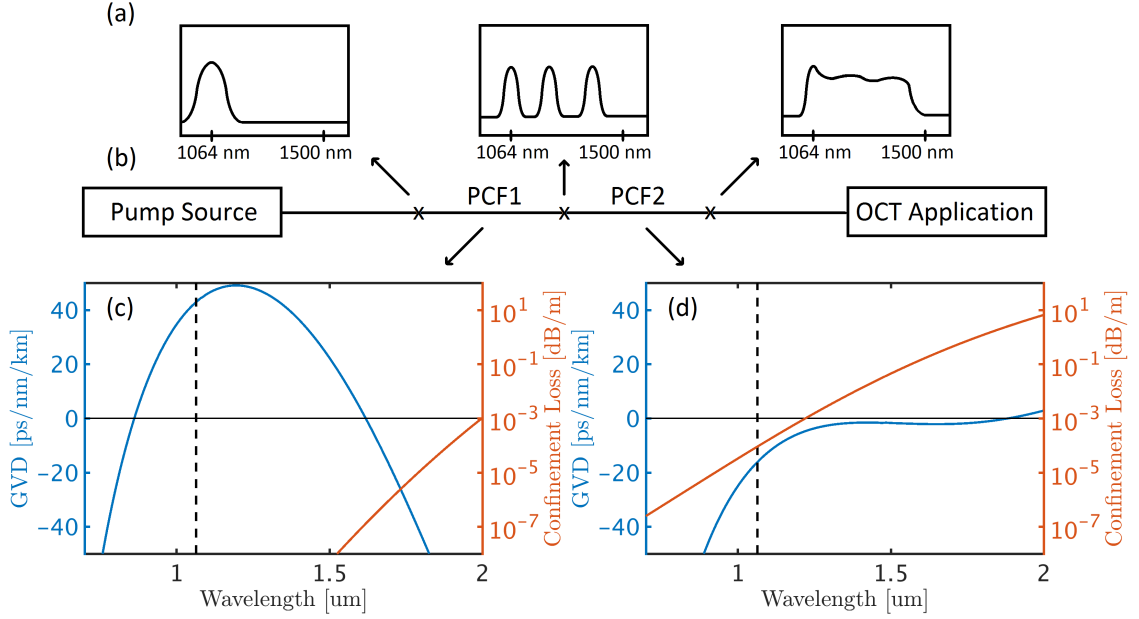 (a)
1064 nm 1500 nm
1064 nm 1500 nm
1064 nm 1500 nm
(b)
Pump Source
x
PCF1
x
PCF2
x
OCT Application
(c)
GVD [ps/nm/km]
40
20
0
−20
−40
1
1.5
2
Wavelength [um]
10^1
10^-1
10^-3
10^-5
10^-7
Confinement Loss [dB/m]
(d)
GVD [ps/nm/km]
40
20
0
−20
−40
1
1.5
2
Wavelength [um]
10^1
10^-1
10^-3
10^-5
10^-7
Confinement Loss [dB/m]